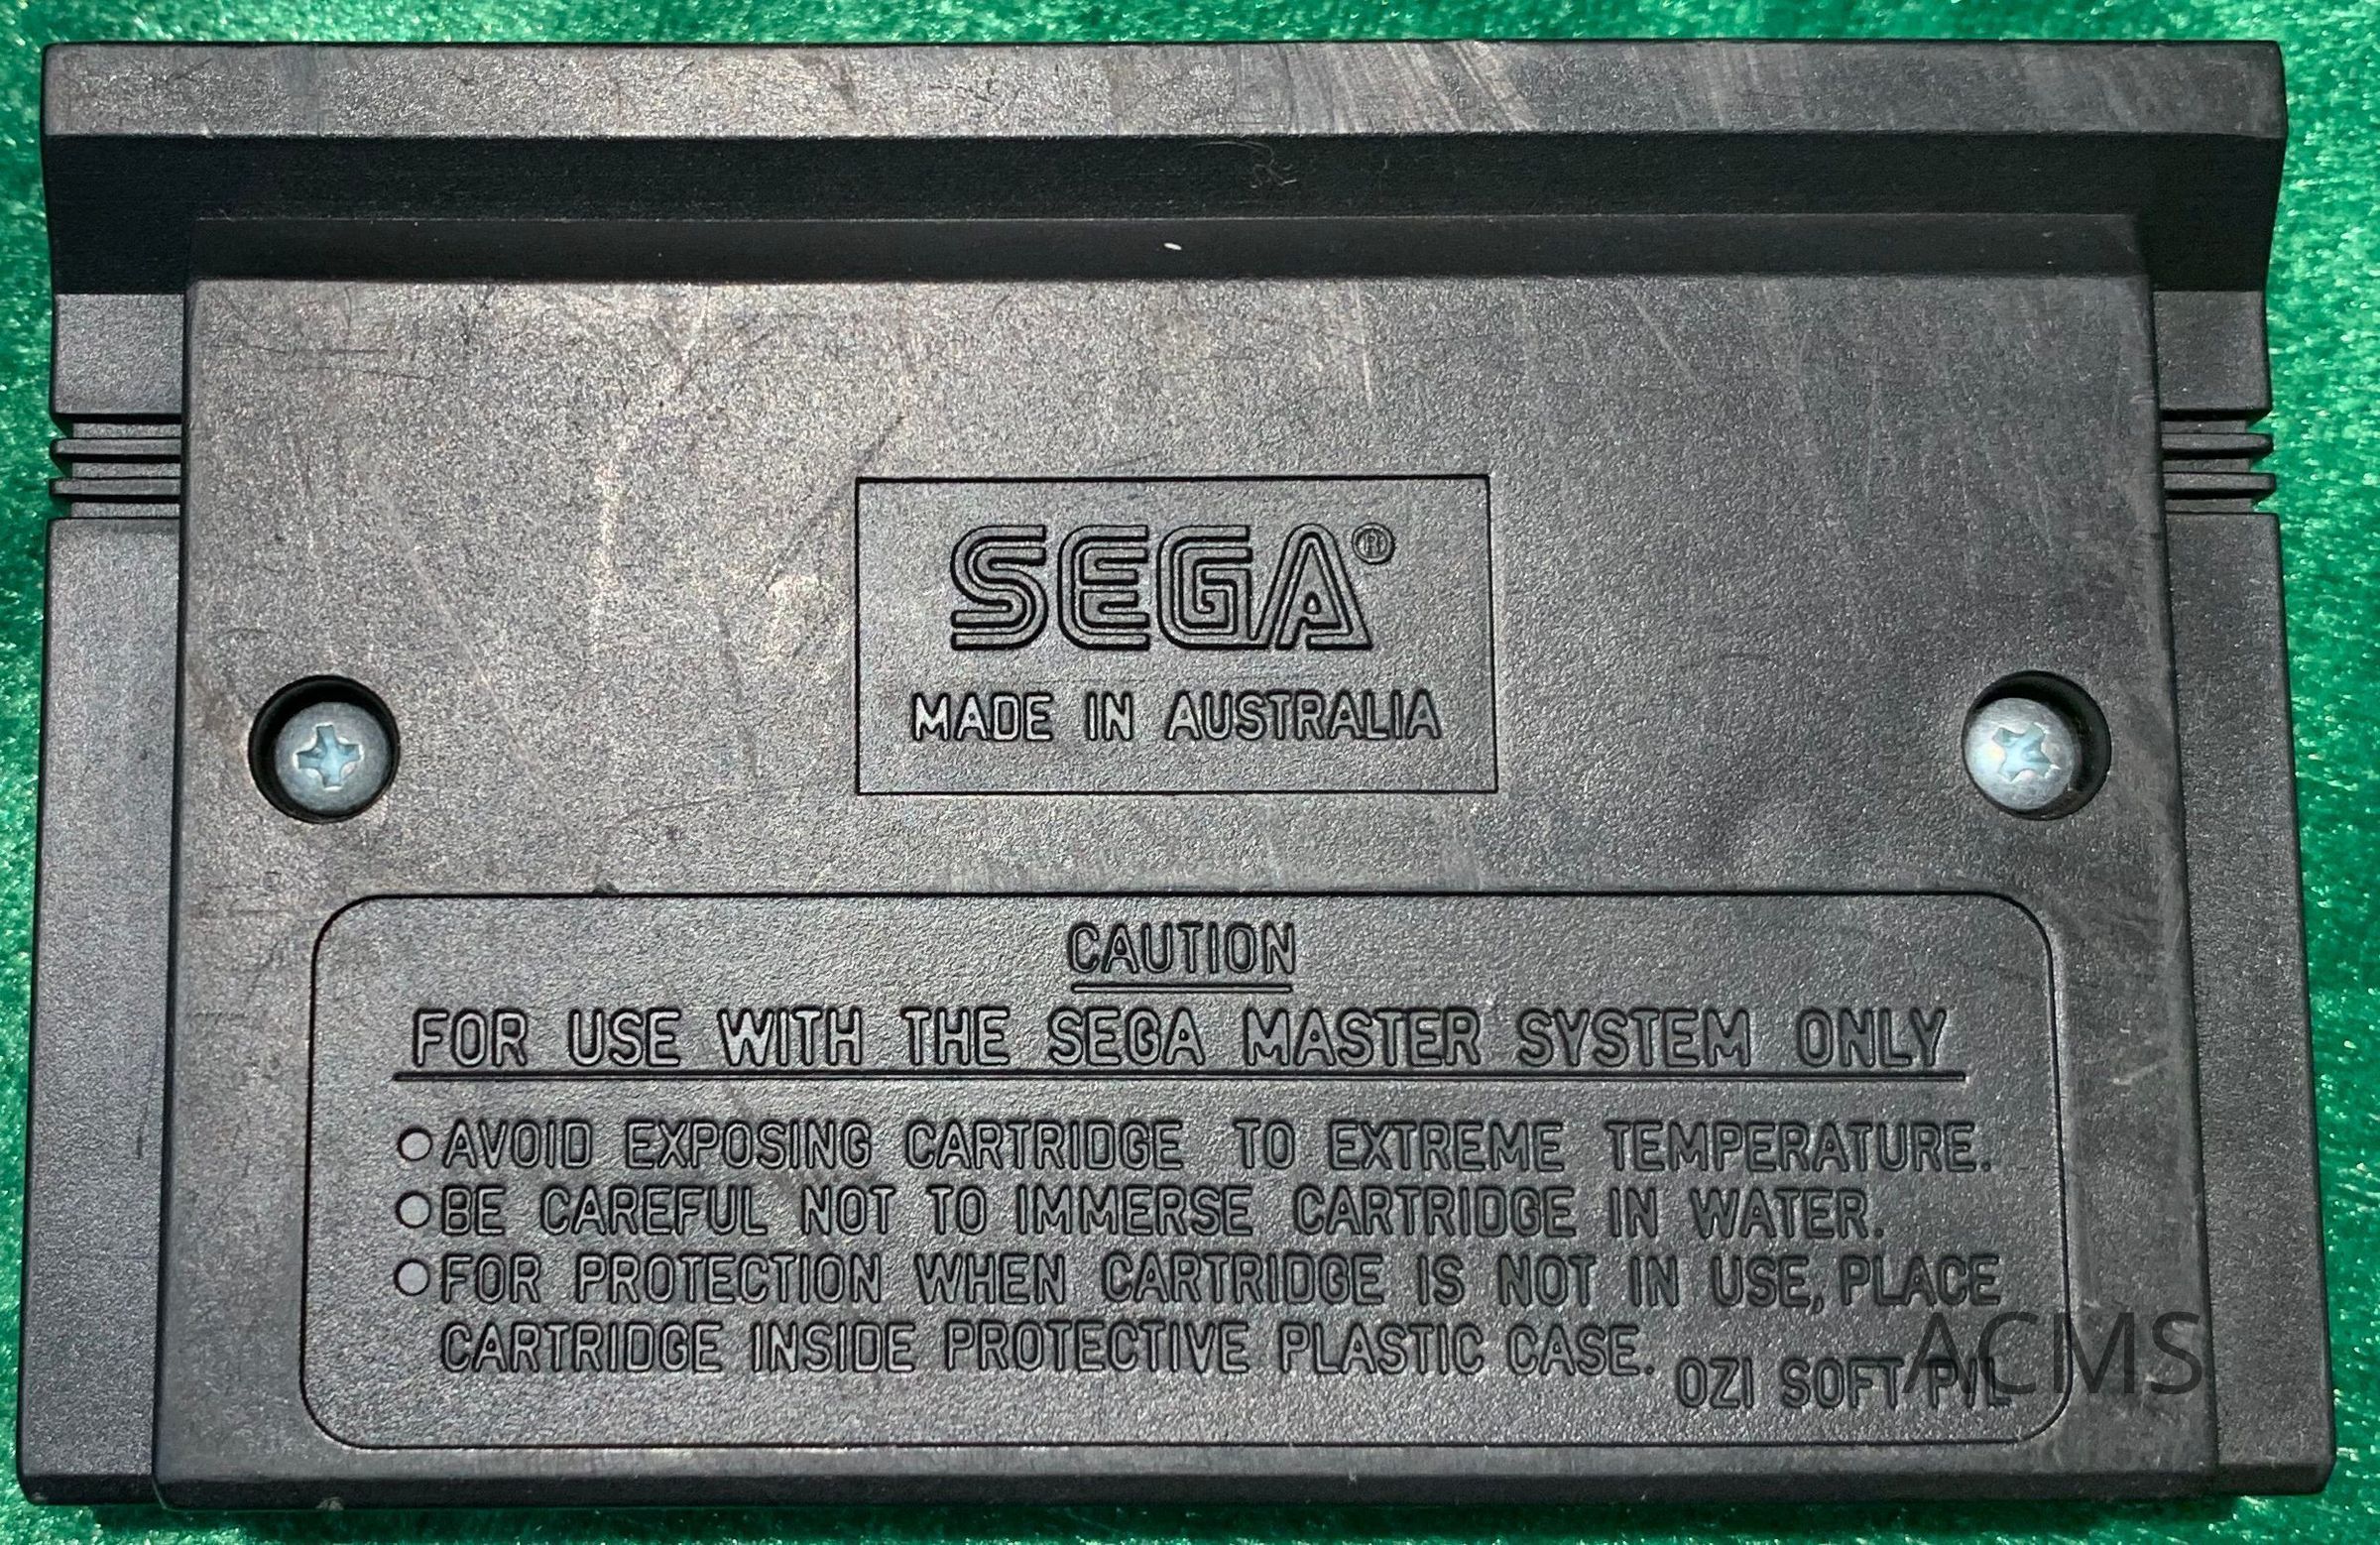 SEGA®
MADE IN AUSTRALIA
CAUTION
FOR USE WITH THE SEGA MASTER SYSTEM ONLY
○AVOID EXPOSING CARTRIDGE TO EXTREME TEMPERATURE.
○BE CAREFUL NOT TO IMMERSE CARTRIDGE IN WATER.
○FOR PROTECTION WHEN CARTRIDGE IS NOT IN USE, PLACE
CARTRIDGE INSIDE PROTECTIVE PLASTIC CASE.
OZI SOFT P/L
ACMS